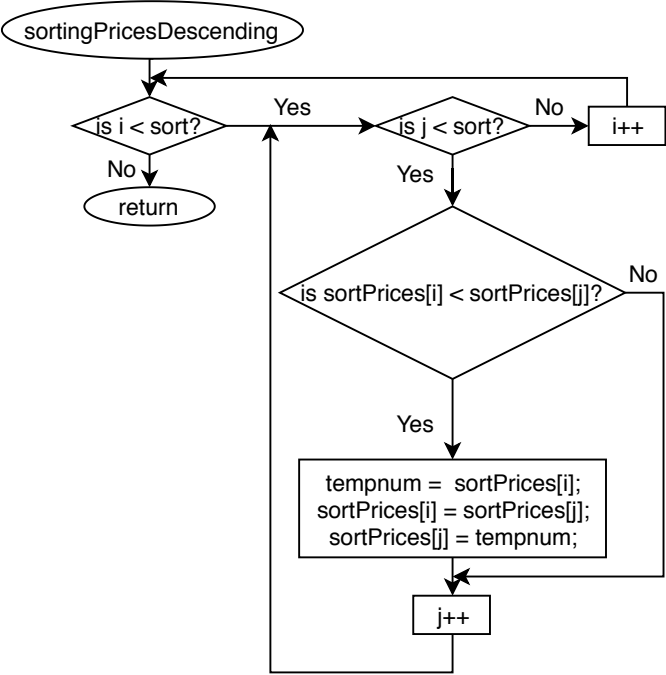 sortingPricesDescending
is i < sort?
Yes
is j < sort?
No
i++
No
return
Yes
is sortPrices[i] < sortPrices[j]?
No
Yes
tempnum =  sortPrices[i];
sortPrices[i] = sortPrices[j];
sortPrices[j] = tempnum;
j++